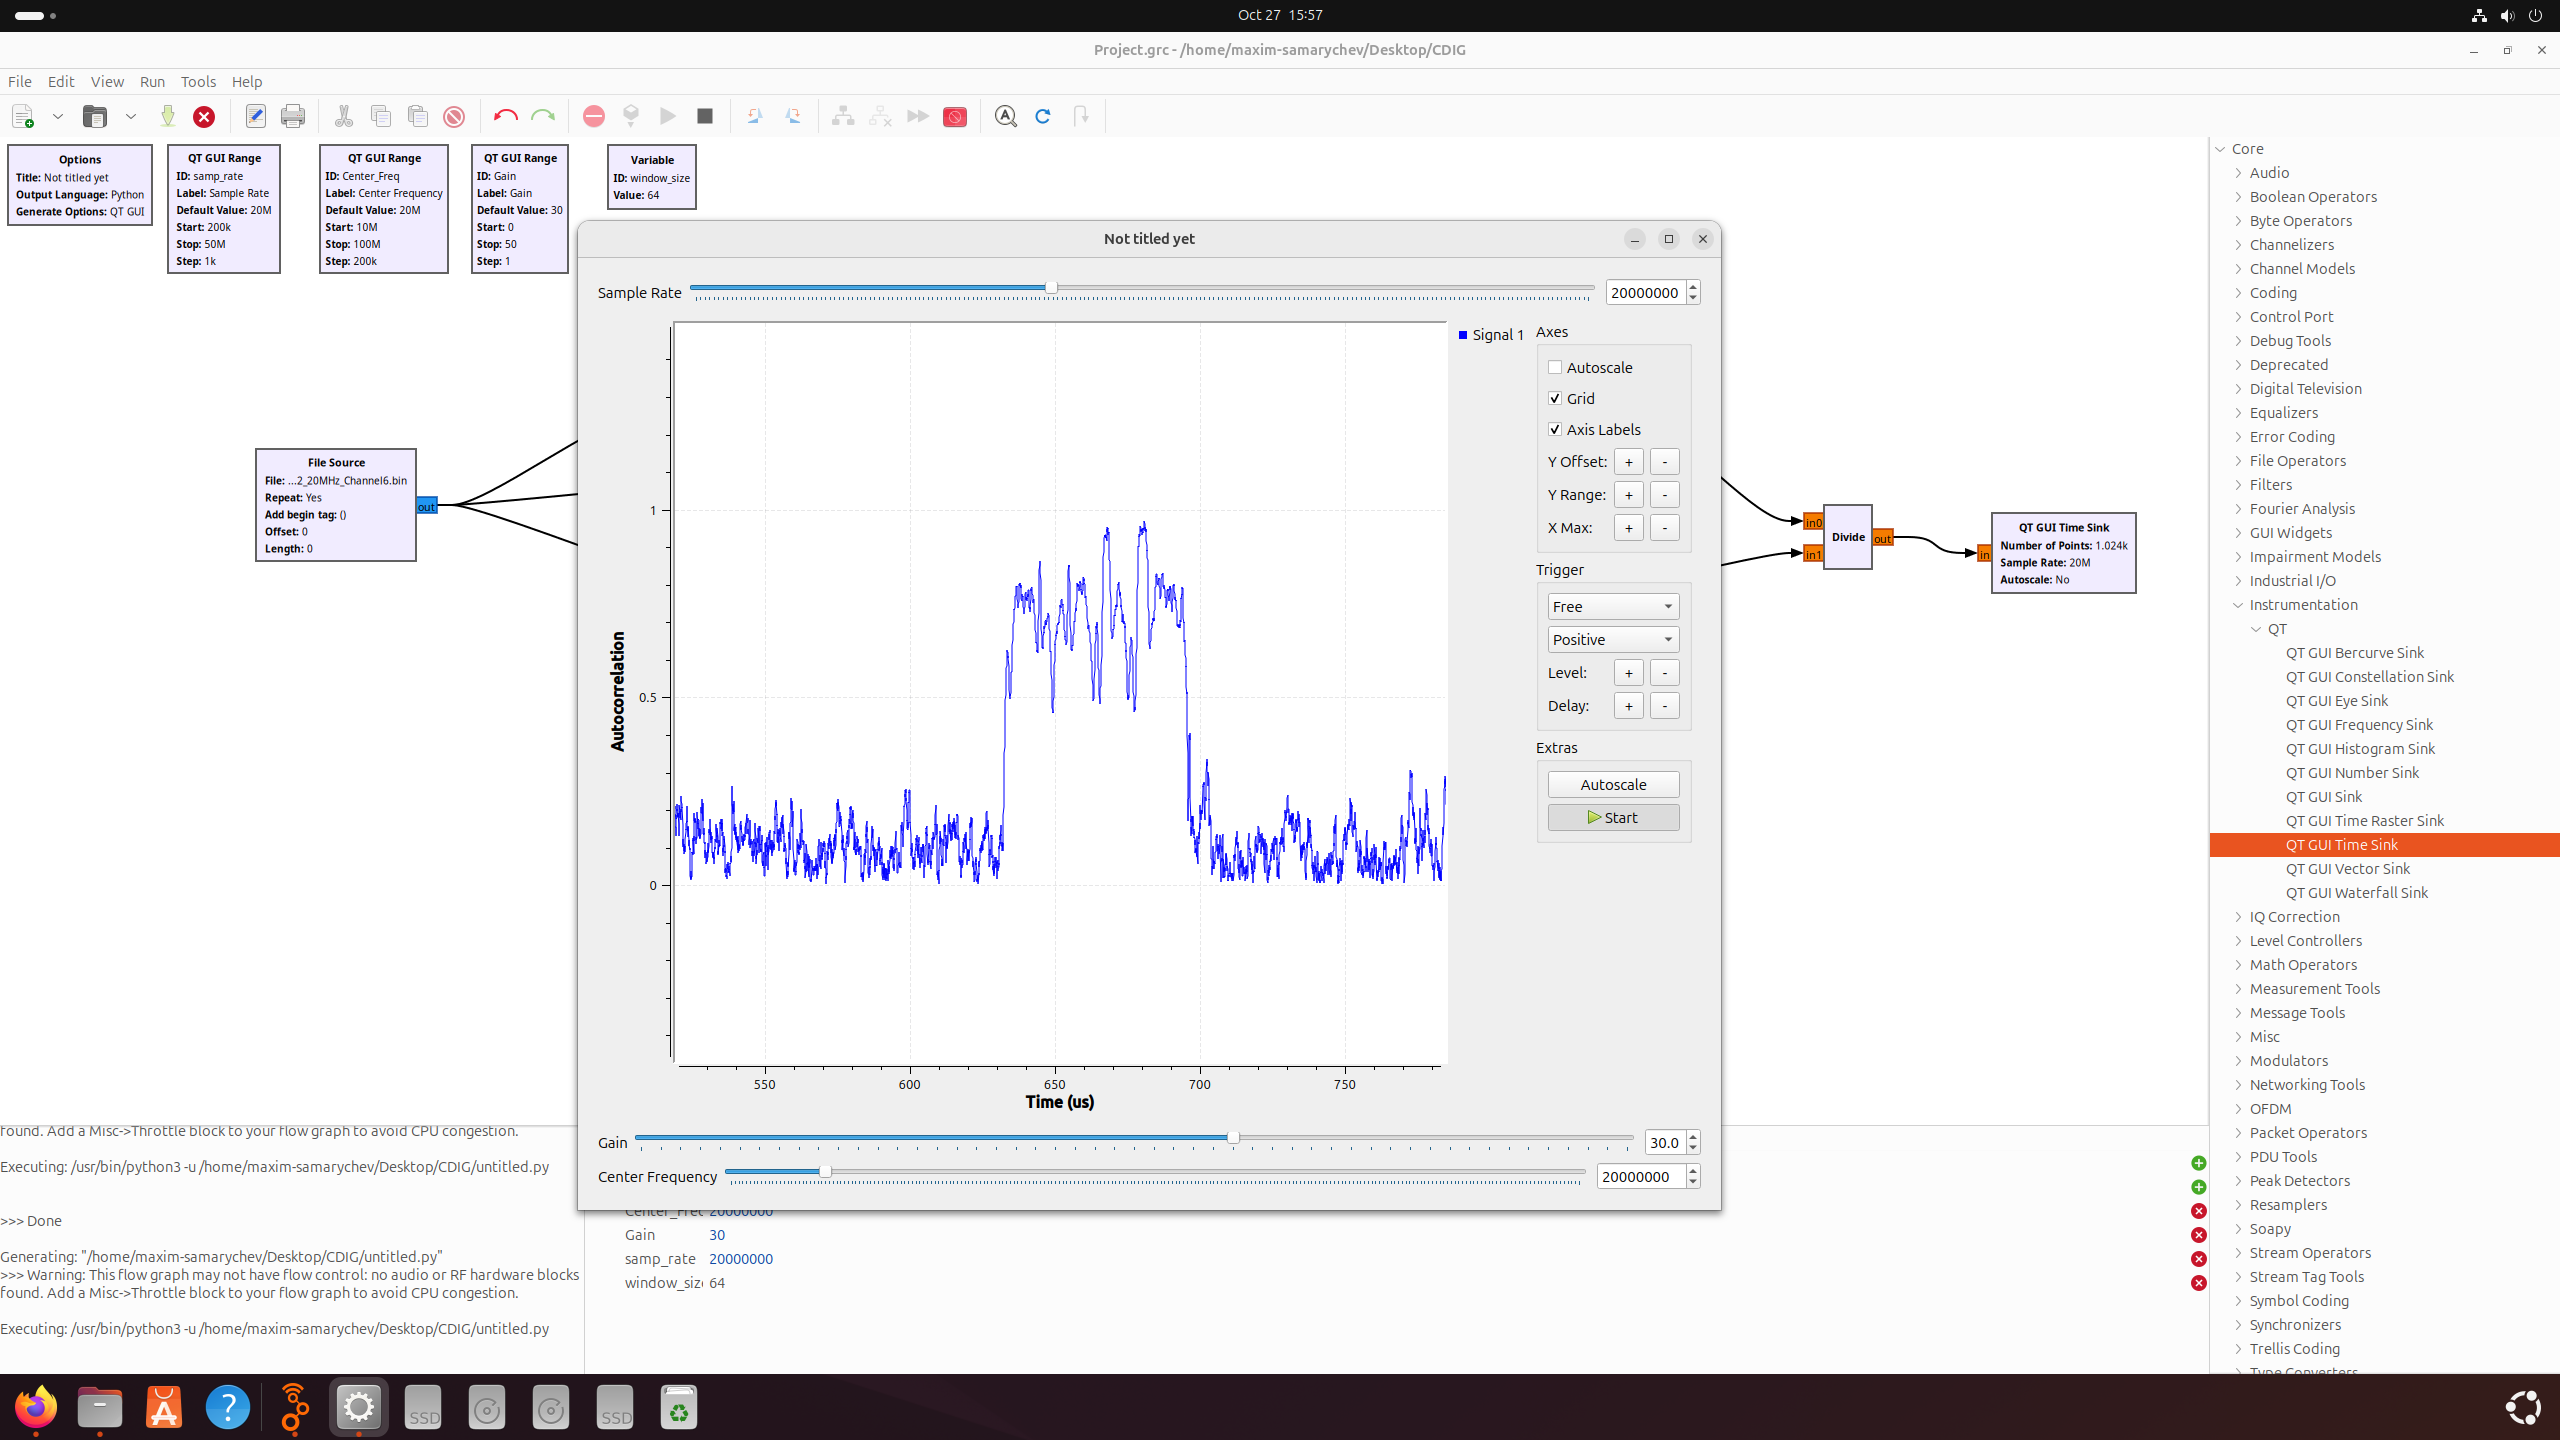 Oct 27 15:57
Project.grc - /home/maxim-samarychev/Desktop/CDIG
File Edit View Run Tools Help
Options
Title: Not titled yet
Output Language: Python
Generate Options: QT GUI
QT GUI Range
ID: samp_rate
Label: Sample Rate
Default Value: 20M
Start: 200k
Stop: 50M
Step: 1k
QT GUI Range
ID: Center_Freq
Label: Center Frequency
Default Value: 20M
Start: 10M
Stop: 100M
Step: 200k
QT GUI Range
ID: Gain
Label: Gain
Default Value: 30
Start: 0
Stop: 50
Step: 1
Variable
ID: window_size
Value: 64
File Source
File: ...2_20MHz_Channel6.bin
Repeat: Yes
Add begin tag: ()
Offset: 0
Length: 0
out
Not titled yet
Sample Rate
20000000
Signal 1
Autocorrelation
1
0.5
0
550
600
650
700
750
Time (us)
Axes
Autoscale
Grid
Axis Labels
Y Offset: + -
Y Range: + -
X Max: + -
Trigger
Free
Positive
Level: + -
Delay: + -
Extras
Autoscale
Start
Gain
30.0
Center Frequency
20000000
in0
in1
Divide
out
in
QT GUI Time Sink
Number of Points: 1.024k
Sample Rate: 20M
Autoscale: No
Core
Audio
Boolean Operators
Byte Operators
Channelizers
Channel Models
Coding
Control Port
Debug Tools
Deprecated
Digital Television
Equalizers
Error Coding
File Operators
Filters
Fourier Analysis
GUI Widgets
Impairment Models
Industrial I/O
Instrumentation
QT
QT GUI Bercurve Sink
QT GUI Constellation Sink
QT GUI Eye Sink
QT GUI Frequency Sink
QT GUI Histogram Sink
QT GUI Number Sink
QT GUI Sink
QT GUI Time Raster Sink
QT GUI Time Sink
QT GUI Vector Sink
QT GUI Waterfall Sink
IQ Correction
Level Controllers
Math Operators
Measurement Tools
Message Tools
Misc
Modulators
Networking Tools
OFDM
Packet Operators
PDU Tools
Peak Detectors
Resamplers
Soapy
Stream Operators
Stream Tag Tools
Symbol Coding
Synchronizers
Trellis Coding
Type Converters
found. Add a Misc->Throttle block to your flow graph to avoid CPU congestion.
Executing: /usr/bin/python3 -u /home/maxim-samarychev/Desktop/CDIG/untitled.py
>>> Done
Generating: "/home/maxim-samarychev/Desktop/CDIG/untitled.py"
>>> Warning: This flow graph may not have flow control: no audio or RF hardware blocks
found. Add a Misc->Throttle block to your flow graph to avoid CPU congestion.
Executing: /usr/bin/python3 -u /home/maxim-samarychev/Desktop/CDIG/untitled.py
Center_Freq 20000000
Gain 30
samp_rate 20000000
window_size 64
SSD
SSD